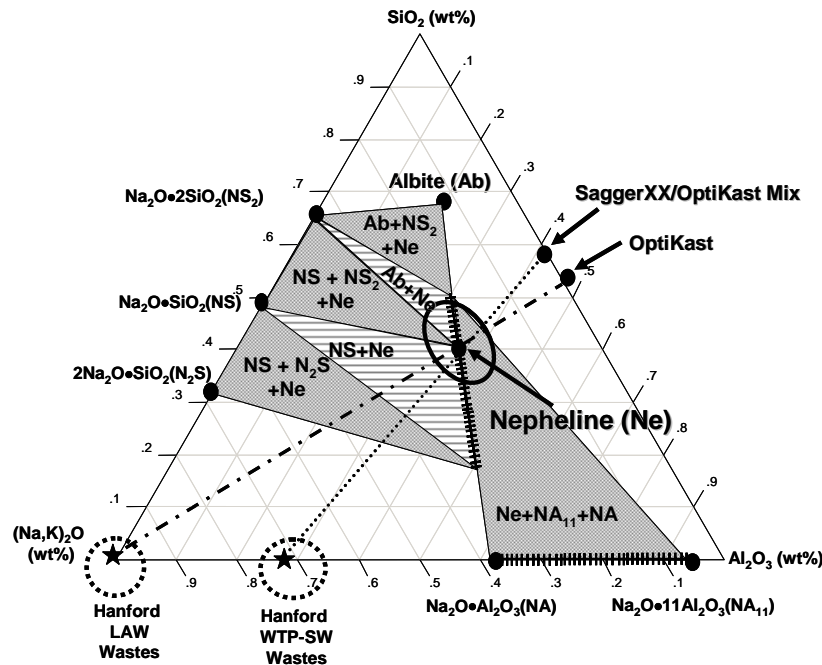 SiO₂ (wt%)
.1
.9
.2
.8
.3
Albite (Ab)
.7
Na₂O•2SiO₂(NS₂)
SaggerXX/OptiKast Mix
.4
Ab+NS₂
+Ne
OptiKast
.6
.5
Ab+Ne
NS + NS₂
+Ne
Na₂O•SiO₂(NS)
.5
.6
NS+Ne
.4
2Na₂O•SiO₂(N₂S)
NS + N₂S
+Ne
.7
.3
Nepheline (Ne)
.8
.2
.9
.1
Ne+NA₁₁+NA
(Na,K)₂O
(wt%)
Al₂O₃ (wt%)
.9
.7
.6
.5
.4
.3
.2
.1
Hanford
LAW
Wastes
Hanford
WTP-SW
Wastes
Na₂O•Al₂O₃(NA)
Na₂O•11Al₂O₃(NA₁₁)